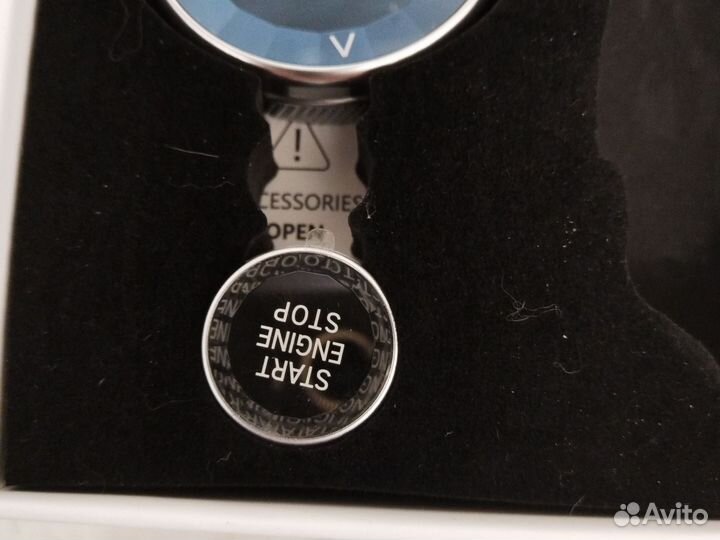 V
!
CESSORIES
OPEN
START
ENGINE
STOP
Avito